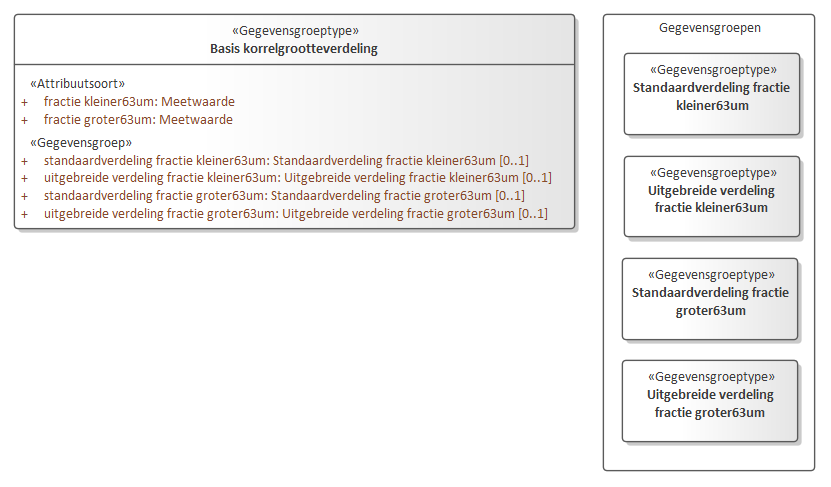 «Gegevensgroeptype»
Basis korrelgrootteverdeling
«Attribuutsoort»
+ fractie kleiner63um: Meetwaarde
+ fractie groter63um: Meetwaarde
«Gegevensgroep»
+ standaardverdeling fractie kleiner63um: Standaardverdeling fractie kleiner63um [0..1]
+ uitgebreide verdeling fractie kleiner63um: Uitgebreide verdeling fractie kleiner63um [0..1]
+ standaardverdeling fractie groter63um: Standaardverdeling fractie groter63um [0..1]
+ uitgebreide verdeling fractie groter63um: Uitgebreide verdeling fractie groter63um [0..1]
Gegevensgroepen
«Gegevensgroeptype»
Standaardverdeling fractie
kleiner63um
«Gegevensgroeptype»
Uitgebreide verdeling
fractie kleiner63um
«Gegevensgroeptype»
Standaardverdeling fractie
groter63um
«Gegevensgroeptype»
Uitgebreide verdeling
fractie groter63um